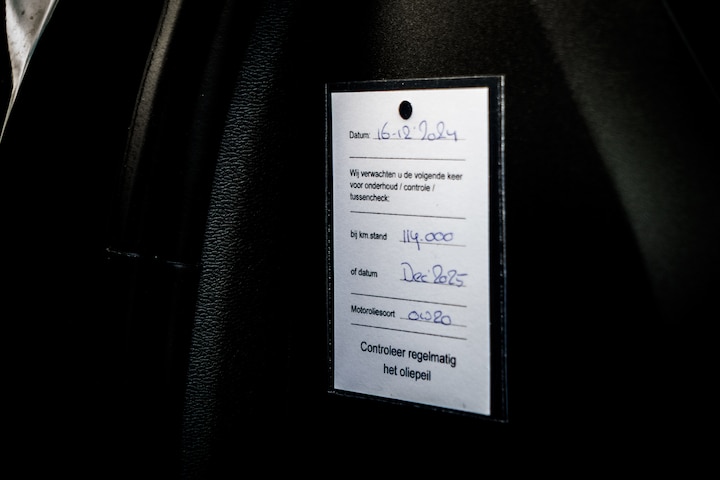 Datum: 16-12-2024
Wij verwachten u de volgende keer
voor onderhoud / controle /
tussencheck:
bij km.stand 114.000
of datum Dec 2025
Motoroliesoort 0W20
Controleer regelmatig
het oliepeil